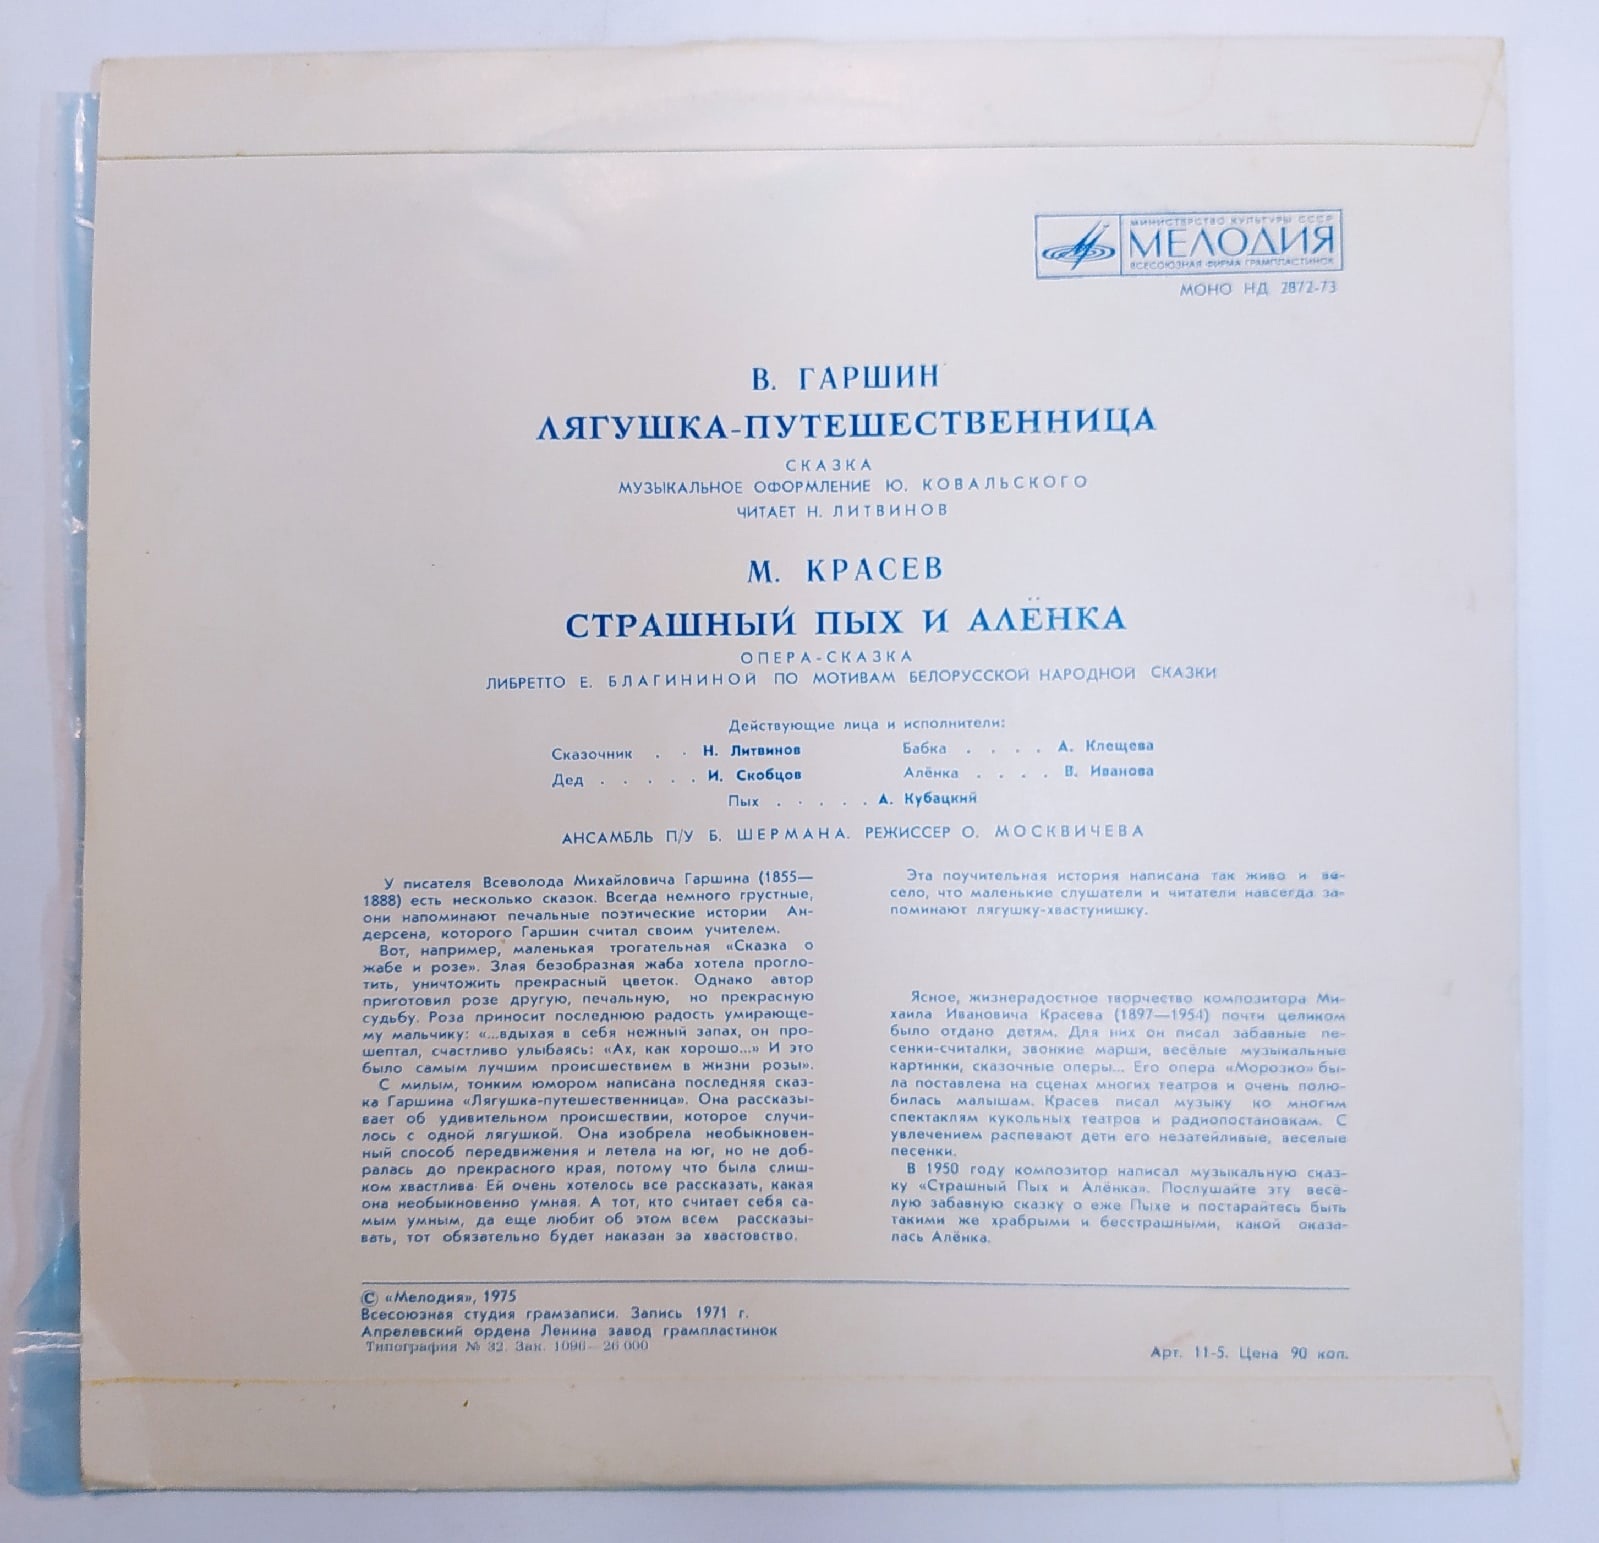 МИНИСТЕРСТВО КУЛЬТУРЫ СССР
МЕЛОДИЯ
ВСЕСОЮЗНАЯ ФИРМА ГРАМПЛАСТИНОК
МОНО НД 2872-73
В. ГАРШИН
ЛЯГУШКА-ПУТЕШЕСТВЕННИЦА
СКАЗКА
МУЗЫКАЛЬНОЕ ОФОРМЛЕНИЕ Ю. КОВАЛЬСКОГО
ЧИТАЕТ Н. ЛИТВИНОВ
М. КРАСЕВ
СТРАШНЫЙ ПЫХ И АЛЁНКА
ОПЕРА-СКАЗКА
ЛИБРЕТТО Е. БЛАГИНИНОЙ ПО МОТИВАМ БЕЛОРУССКОЙ НАРОДНОЙ СКАЗКИ
Действующие лица и исполнители:
Сказочник . . Н. Литвинов
Бабка . . . . А. Клещева
Дед . . . . . И. Скобцов
Алёнка . . . . В. Иванова
Пых . . . . . А. Кубацкий
АНСАМБЛЬ П/У Б. ШЕРМАНА. РЕЖИССЕР О. МОСКВИЧЕВА
У писателя Всеволода Михайловича Гаршина (1855—
1888) есть несколько сказок. Всегда немного грустные,
они напоминают печальные поэтические истории Ан-
дерсена, которого Гаршин считал своим учителем.
Вот, например, маленькая трогательная «Сказка о
жабе и розе». Злая безобразная жаба хотела прогло-
тить, уничтожить прекрасный цветок. Однако автор
приготовил розе другую, печальную, но прекрасную
судьбу. Роза приносит последнюю радость умирающе-
му мальчику: «...вдыхая в себя нежный запах, он про-
шептал, счастливо улыбаясь: «Ах, как хорошо...» И это
было самым лучшим происшествием в жизни розы».
С милым, тонким юмором написана последняя сказ-
ка Гаршина «Лягушка-путешественница». Она рассказы-
вает об удивительном происшествии, которое случи-
лось с одной лягушкой. Она изобрела необыкновен-
ный способ передвижения и летела на юг, но не доб-
ралась до прекрасного края, потому что была слиш-
ком хвастлива. Ей очень хотелось все рассказать, какая
она необыкновенно умная. А тот, кто считает себя са-
мым умным, да еще любит об этом всем рассказы-
вать, тот обязательно будет наказан за хвастовство.
Эта поучительная история написана так живо и ве-
село, что маленькие слушатели и читатели навсегда за-
поминают лягушку-хвастунишку.
Ясное, жизнерадостное творчество композитора Ми-
хаила Ивановича Красева (1897—1954) почти целиком
было отдано детям. Для них он писал забавные пе-
сенки-считалки, звонкие марши, весёлые музыкальные
картинки, сказочные оперы... Его опера «Морозко» бы-
ла поставлена на сценах многих театров и очень полю-
билась малышам. Красев писал музыку ко многим
спектаклям кукольных театров и радиопостановкам. С
увлечением распевают дети его незатейливые, веселые
песенки.
В 1950 году композитор написал музыкальную сказ-
ку «Страшный Пых и Алёнка». Послушайте эту весё-
лую забавную сказку о еже Пыхе и постарайтесь быть
такими же храбрыми и бесстрашными, какой оказа-
лась Алёнка.
© «Мелодия», 1975
Всесоюзная студия грамзаписи. Запись 1971 г.
Апрелевский ордена Ленина завод грампластинок
Типография № 32. Зак. 1096—26 000
Арт. 11-5. Цена 90 коп.